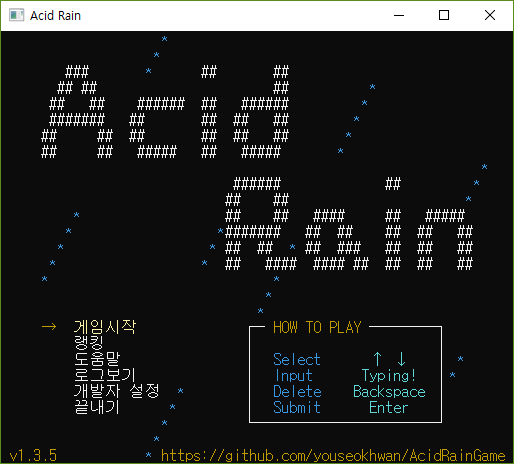 Acid Rain
Acid
Rain
→ 게임시작
랭킹
도움말
로그보기
개발자 설정
끝내기
HOW TO PLAY
Select ↑ ↓
Input Typing!
Delete Backspace
Submit Enter
v1.3.5 https://github.com/youseokhwan/AcidRainGame